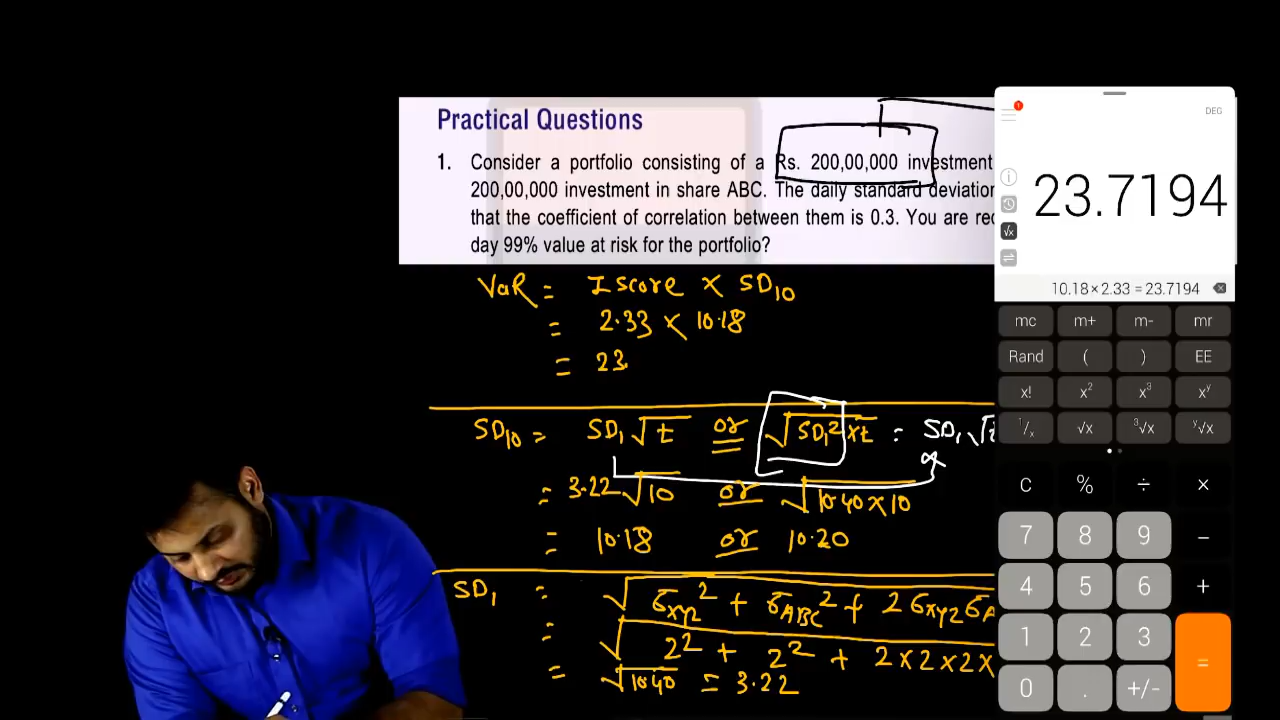 Practical Questions
1. Consider a portfolio consisting of a Rs. 200,00,000 investment
200,00,000 investment in share ABC. The daily standard deviation
that the coefficient of correlation between them is 0.3. You are
day 99% value at risk for the portfolio?
VaR = Z score × SD10
= 2.33 × 10.18
= 23.
SD10 = SD1 √t or √SD1² × t = SD1 √t
= 3.22 √10 or √10.40×10
= 10.18 or 10.20
SD1 = √σXYZ² + σABC² + 2σXYZ σA
= √2² + 2² + 2×2×2×
= √10.40 = 3.22
DEG
23.7194
√x
10.18×2.33 = 23.7194
mc m+ m- mr
Rand ( ) EE
x! x² x³ xʸ
¹/x √x ³√x ʸ√x
C % ÷ ×
7 8 9 −
4 5 6 +
1 2 3 =
0 . +/-